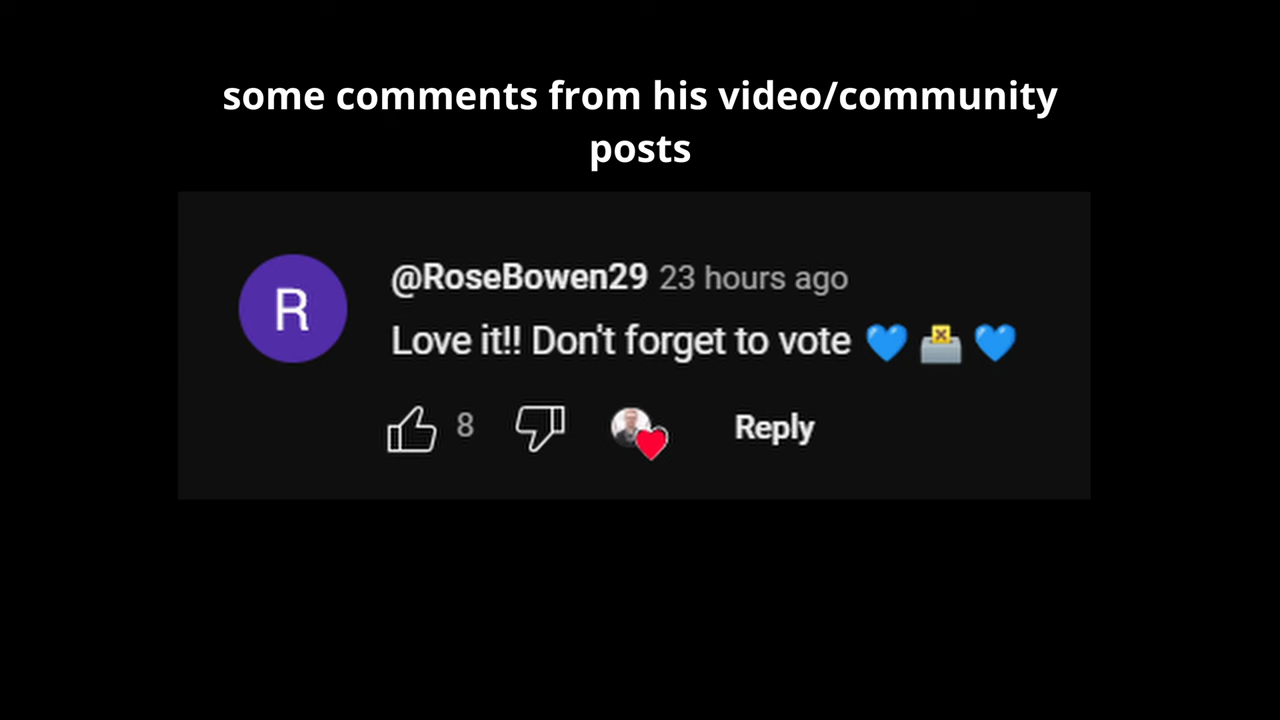 some comments from his video/community
posts
R
@RoseBowen29 23 hours ago
Love it!! Don't forget to vote 💙 🗳️ 💙
8
Reply